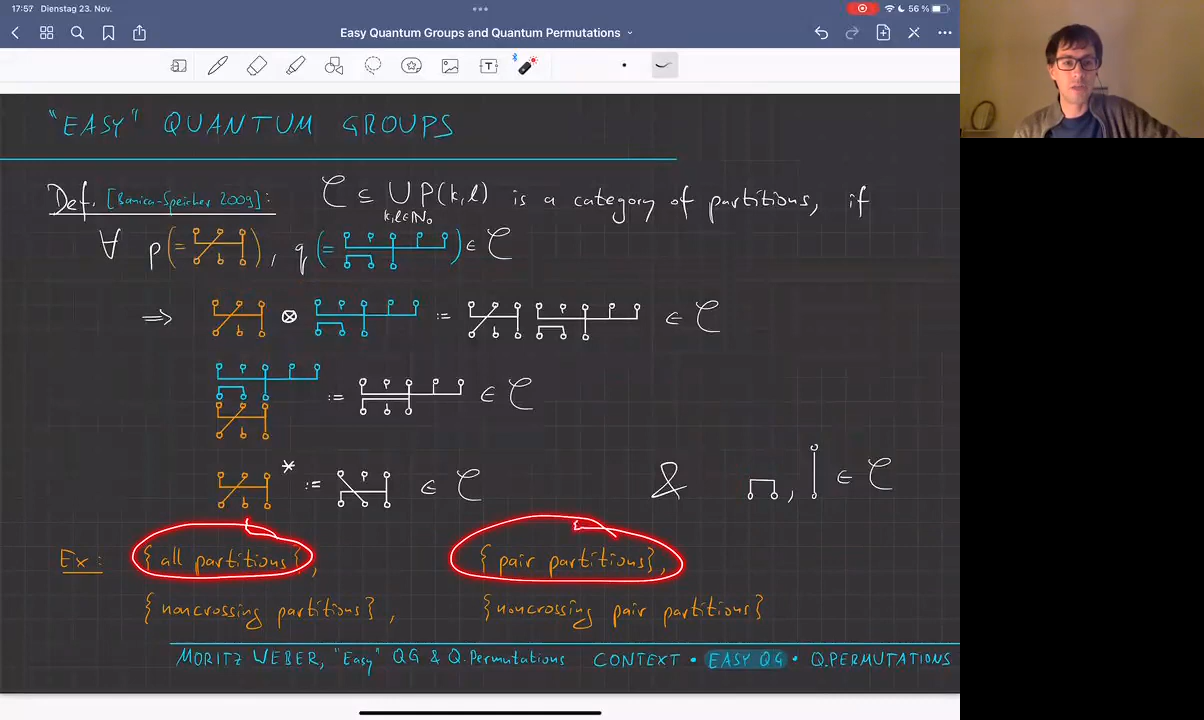 17:57 Dienstag 23. Nov.
56 %
Easy Quantum Groups and Quantum Permutations
"EASY" QUANTUM GROUPS
Def. [Banica-Speicher 2009]: C ⊆ ∪ P(k,l) is a category of partitions, if
k,l∈ℕ₀
∀ p(= ), q(= ) ∈ C
⇒ ⊗ := ∈ C
:= ∈ C
* := ∈ C & , ∈ C
Ex: {all partitions}, {pair partitions},
{noncrossing partitions}, {noncrossing pair partitions}
MORITZ WEBER, "Easy" QG & Q.Permutations CONTEXT • EASY QG • Q.PERMUTATIONS